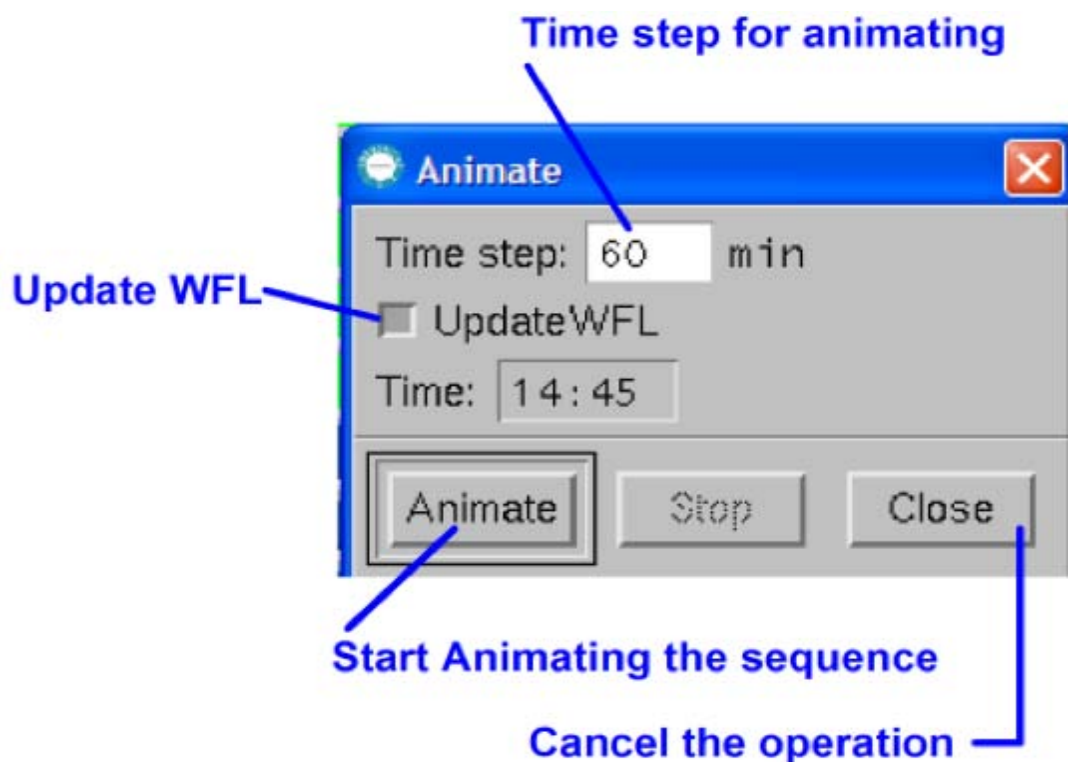 Time step for animating
Animate
Time step: 60 min
Update WFL
UpdateWFL
Time: 14:45
Animate Stop Close
Start Animating the sequence
Cancel the operation